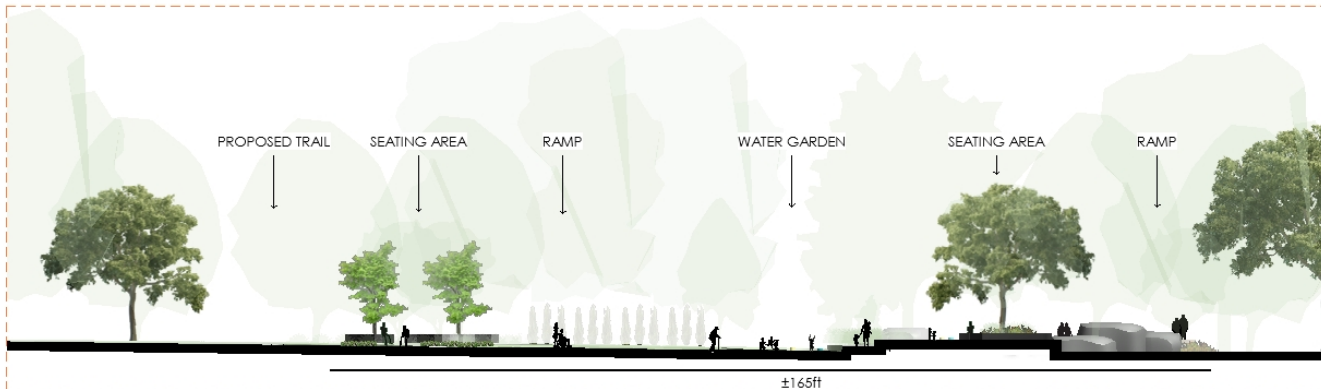 PROPOSED TRAIL
SEATING AREA
RAMP
WATER GARDEN
SEATING AREA
RAMP
±165ft